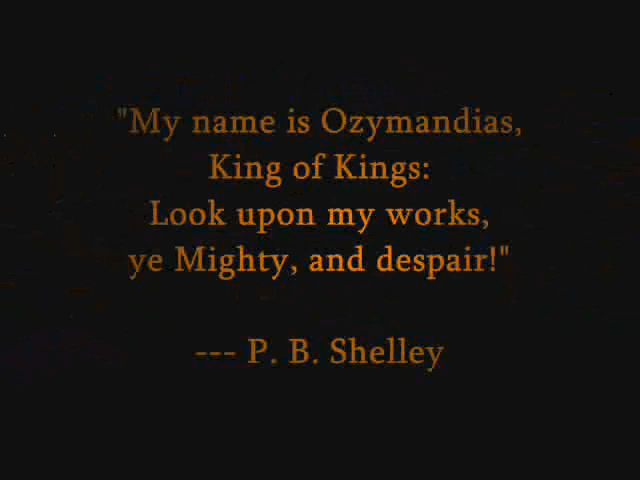 "My name is Ozymandias,
King of Kings:
Look upon my works,
ye Mighty, and despair!"
--- P. B. Shelley